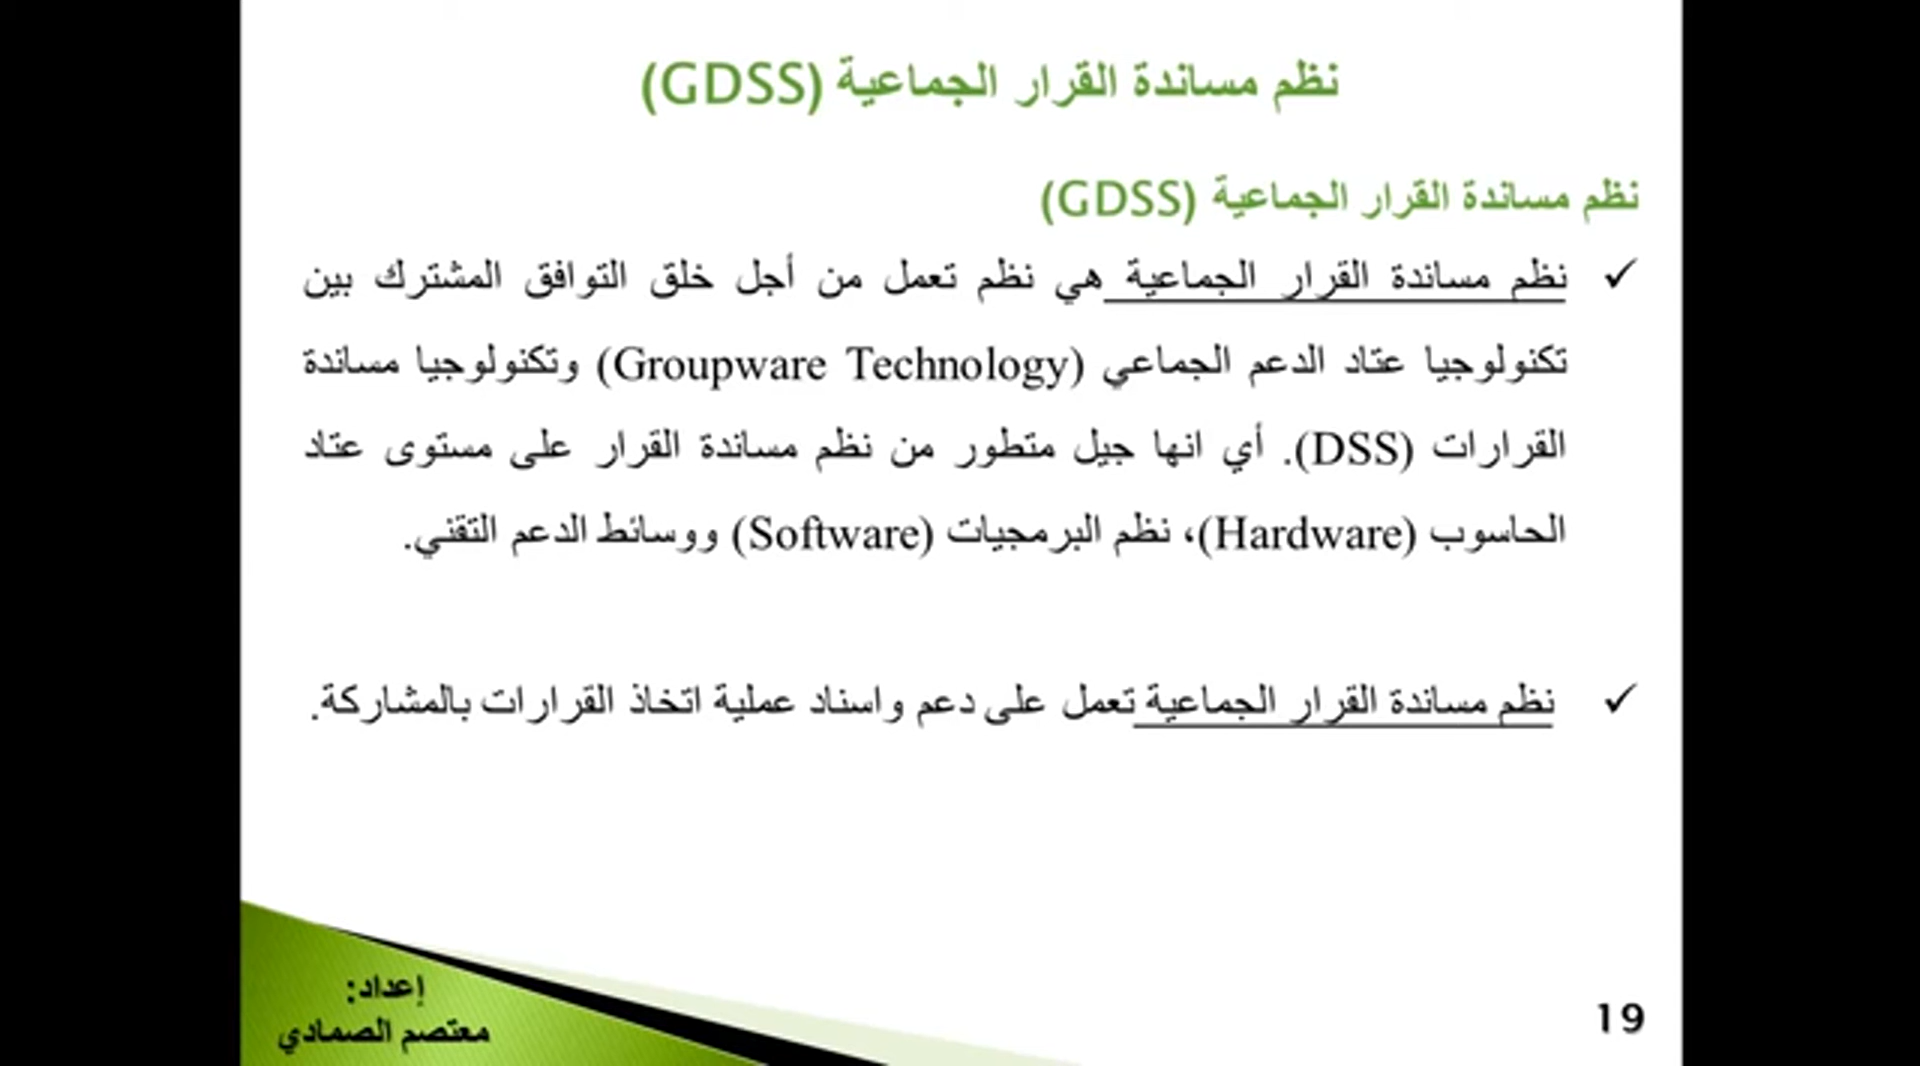 نظم مساندة القرار الجماعية (GDSS)
نظم مساندة القرار الجماعية (GDSS)
✓ نظم مساندة القرار الجماعية هي نظم تعمل من أجل خلق التوافق المشترك بين
تكنولوجيا عتاد الدعم الجماعي (Groupware Technology) وتكنولوجيا مساندة
القرارات (DSS). أي انها جيل متطور من نظم مساندة القرار على مستوى عتاد
الحاسوب (Hardware)، نظم البرمجيات (Software) ووسائط الدعم التقني.
✓ نظم مساندة القرار الجماعية تعمل على دعم واسناد عملية اتخاذ القرارات بالمشاركة.
إعداد:
معتصم الصمادي
19